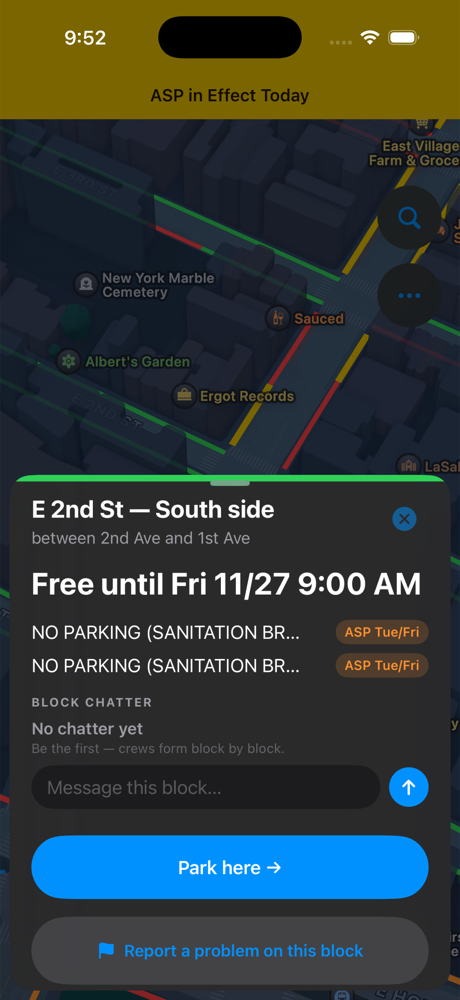 9:52
ASP in Effect Today
East Village
Farm & Groce
New York Marble
Cemetery
Sauced
Albert's Garden
Ergot Records
E 2ND ST
LaSal
E 2nd St — South side
between 2nd Ave and 1st Ave
Free until Fri 11/27 9:00 AM
NO PARKING (SANITATION BR...
ASP Tue/Fri
NO PARKING (SANITATION BR...
ASP Tue/Fri
BLOCK CHATTER
No chatter yet
Be the first — crews form block by block.
Message this block...
Park here →
Report a problem on this block